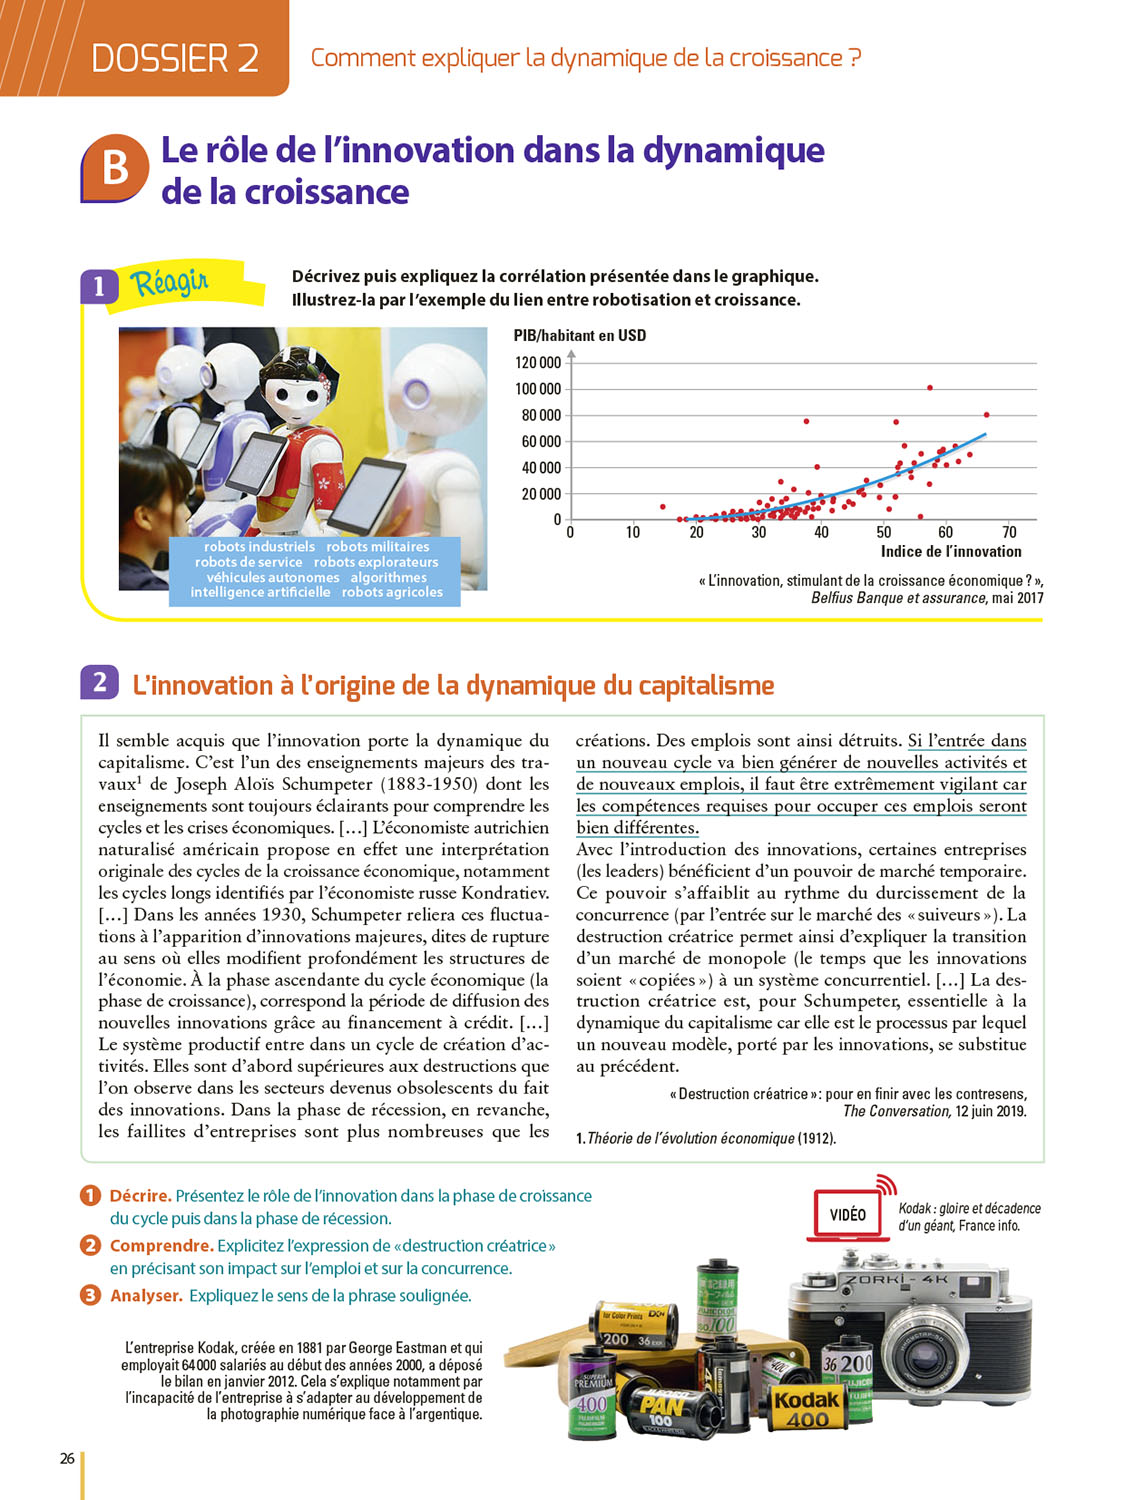 DOSSIER 2
Comment expliquer la dynamique de la croissance ?
B
Le rôle de l'innovation dans la dynamique
de la croissance
1
Réagir
Décrivez puis expliquez la corrélation présentée dans le graphique.
Illustrez-la par l'exemple du lien entre robotisation et croissance.
robots industriels robots militaires
robots de service robots explorateurs
véhicules autonomes algorithmes
intelligence artificielle robots agricoles
PIB/habitant en USD
120 000
100 000
80 000
60 000
40 000
20 000
0
0 10 20 30 40 50 60 70
Indice de l'innovation
« L'innovation, stimulant de la croissance économique ? »,
Belfius Banque et assurance, mai 2017
2
L'innovation à l'origine de la dynamique du capitalisme
Il semble acquis que l'innovation porte la dynamique du
capitalisme. C'est l'un des enseignements majeurs des tra-
vaux¹ de Joseph Aloïs Schumpeter (1883-1950) dont les
enseignements sont toujours éclairants pour comprendre les
cycles et les crises économiques. […] L'économiste autrichien
naturalisé américain propose en effet une interprétation
originale des cycles de la croissance économique, notamment
les cycles longs identifiés par l'économiste russe Kondratiev.
[…] Dans les années 1930, Schumpeter reliera ces fluctua-
tions à l'apparition d'innovations majeures, dites de rupture
au sens où elles modifient profondément les structures de
l'économie. À la phase ascendante du cycle économique (la
phase de croissance), correspond la période de diffusion des
nouvelles innovations grâce au financement à crédit. […]
Le système productif entre dans un cycle de création d'ac-
tivités. Elles sont d'abord supérieures aux destructions que
l'on observe dans les secteurs devenus obsolescents du fait
des innovations. Dans la phase de récession, en revanche,
les faillites d'entreprises sont plus nombreuses que les
créations. Des emplois sont ainsi détruits. Si l'entrée dans
un nouveau cycle va bien générer de nouvelles activités et
de nouveaux emplois, il faut être extrêmement vigilant car
les compétences requises pour occuper ces emplois seront
bien différentes.
Avec l'introduction des innovations, certaines entreprises
(les leaders) bénéficient d'un pouvoir de marché temporaire.
Ce pouvoir s'affaiblit au rythme du durcissement de la
concurrence (par l'entrée sur le marché des « suiveurs »). La
destruction créatrice permet ainsi d'expliquer la transition
d'un marché de monopole (le temps que les innovations
soient « copiées ») à un système concurrentiel. […] La des-
truction créatrice est, pour Schumpeter, essentielle à la
dynamique du capitalisme car elle est le processus par lequel
un nouveau modèle, porté par les innovations, se substitue
au précédent.
« Destruction créatrice » : pour en finir avec les contresens,
The Conversation, 12 juin 2019.
1. Théorie de l'évolution économique (1912).
1 Décrire. Présentez le rôle de l'innovation dans la phase de croissance
du cycle puis dans la phase de récession.
2 Comprendre. Explicitez l'expression de « destruction créatrice »
en précisant son impact sur l'emploi et sur la concurrence.
3 Analyser. Expliquez le sens de la phrase soulignée.
VIDÉO
Kodak : gloire et décadence
d'un géant, France info.
L'entreprise Kodak, créée en 1881 par George Eastman et qui
employait 64 000 salariés au début des années 2000, a déposé
le bilan en janvier 2012. Cela s'explique notamment par
l'incapacité de l'entreprise à s'adapter au développement de
la photographie numérique face à l'argentique.
ZORKI - 4K
for Color Prints
200 36 EXP.
FUJICOLOR
100
SUPERIA
PREMIUM
400
FUJIFILM
PAN
100
400
36 200
Kodak
400
26